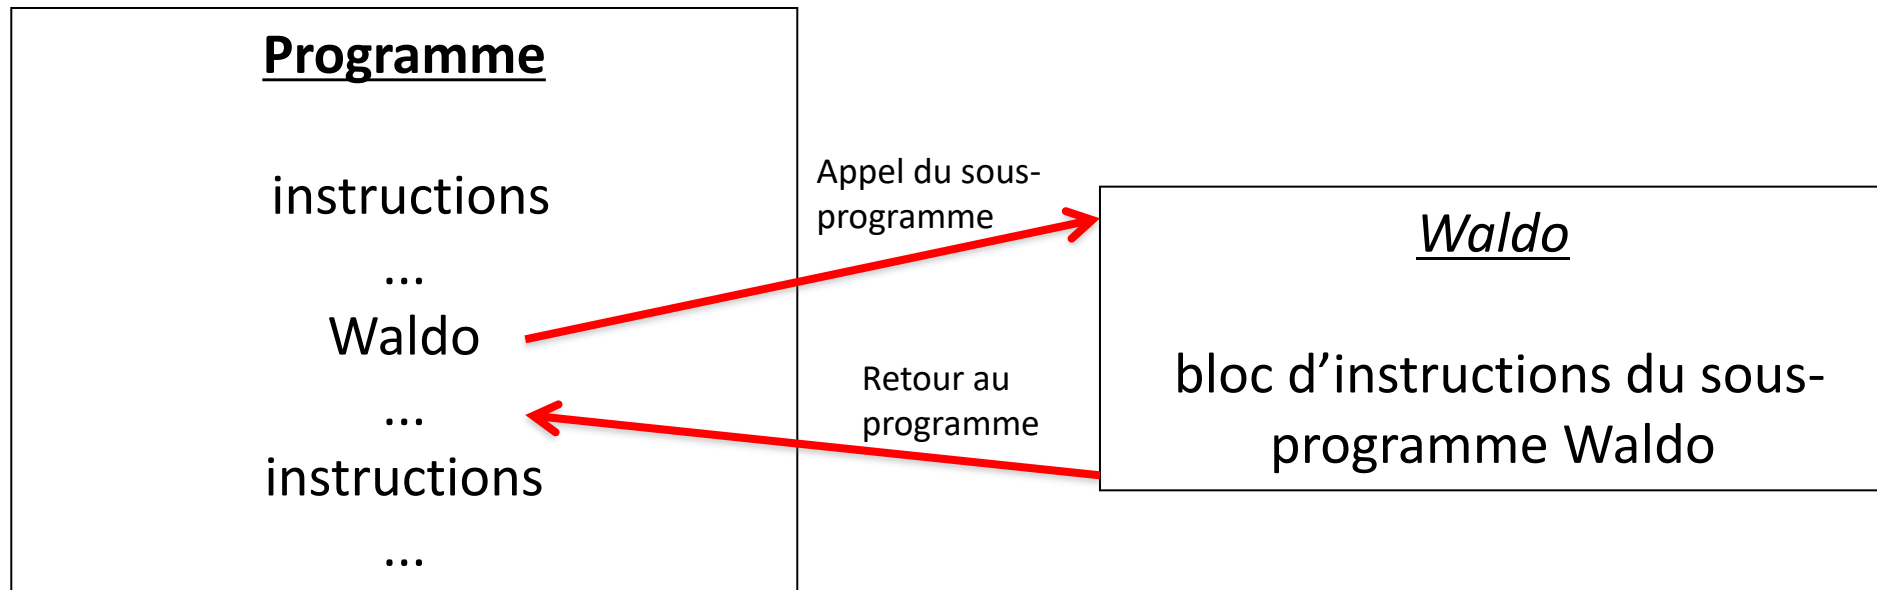 Programme
instructions
...
Waldo
...
instructions
...
Appel du sous-
programme
Retour au
programme
Waldo
bloc d’instructions du sous-
programme Waldo